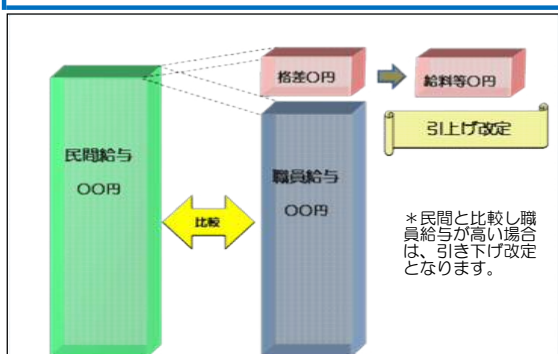 格差〇円
給料等〇円
引上げ改定
民間給与
〇〇円
比較
職員給与
〇〇円
＊民間と比較し職
員給与が高い場合
は、引き下げ改定
となります。